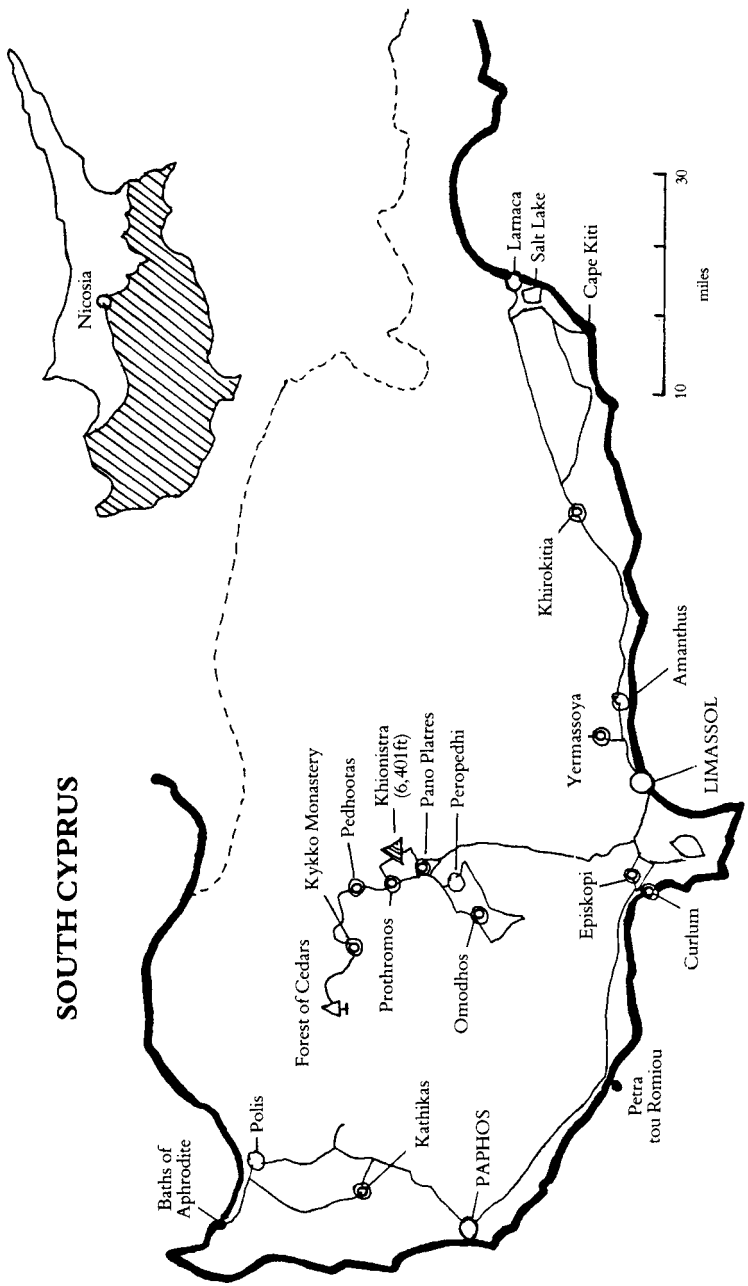 SOUTH CYPRUS
Nicosia
Baths of
Aphrodite
Polis
Kathikas
PAPHOS
Forest of Cedars
Kykko Monastery
Pedhootas
Khionistra
(6,401ft)
Pano Platres
Peropedhi
Prothromos
Omodhos
Petra
tou Romiou
Episkopi
Curlum
LIMASSOL
Yermassoya
Amanthus
Khirokitia
Larnaca
Salt Lake
Cape Kiti
10
30
miles